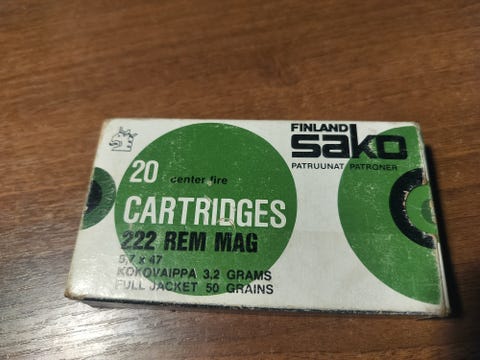 FINLAND
sako
PATRUUNAT PATRONER
20 center fire
CARTRIDGES
222 REM MAG
5,7 x 47
KOKOVAIPPA 3,2 GRAMS
FULL JACKET 50 GRAINS